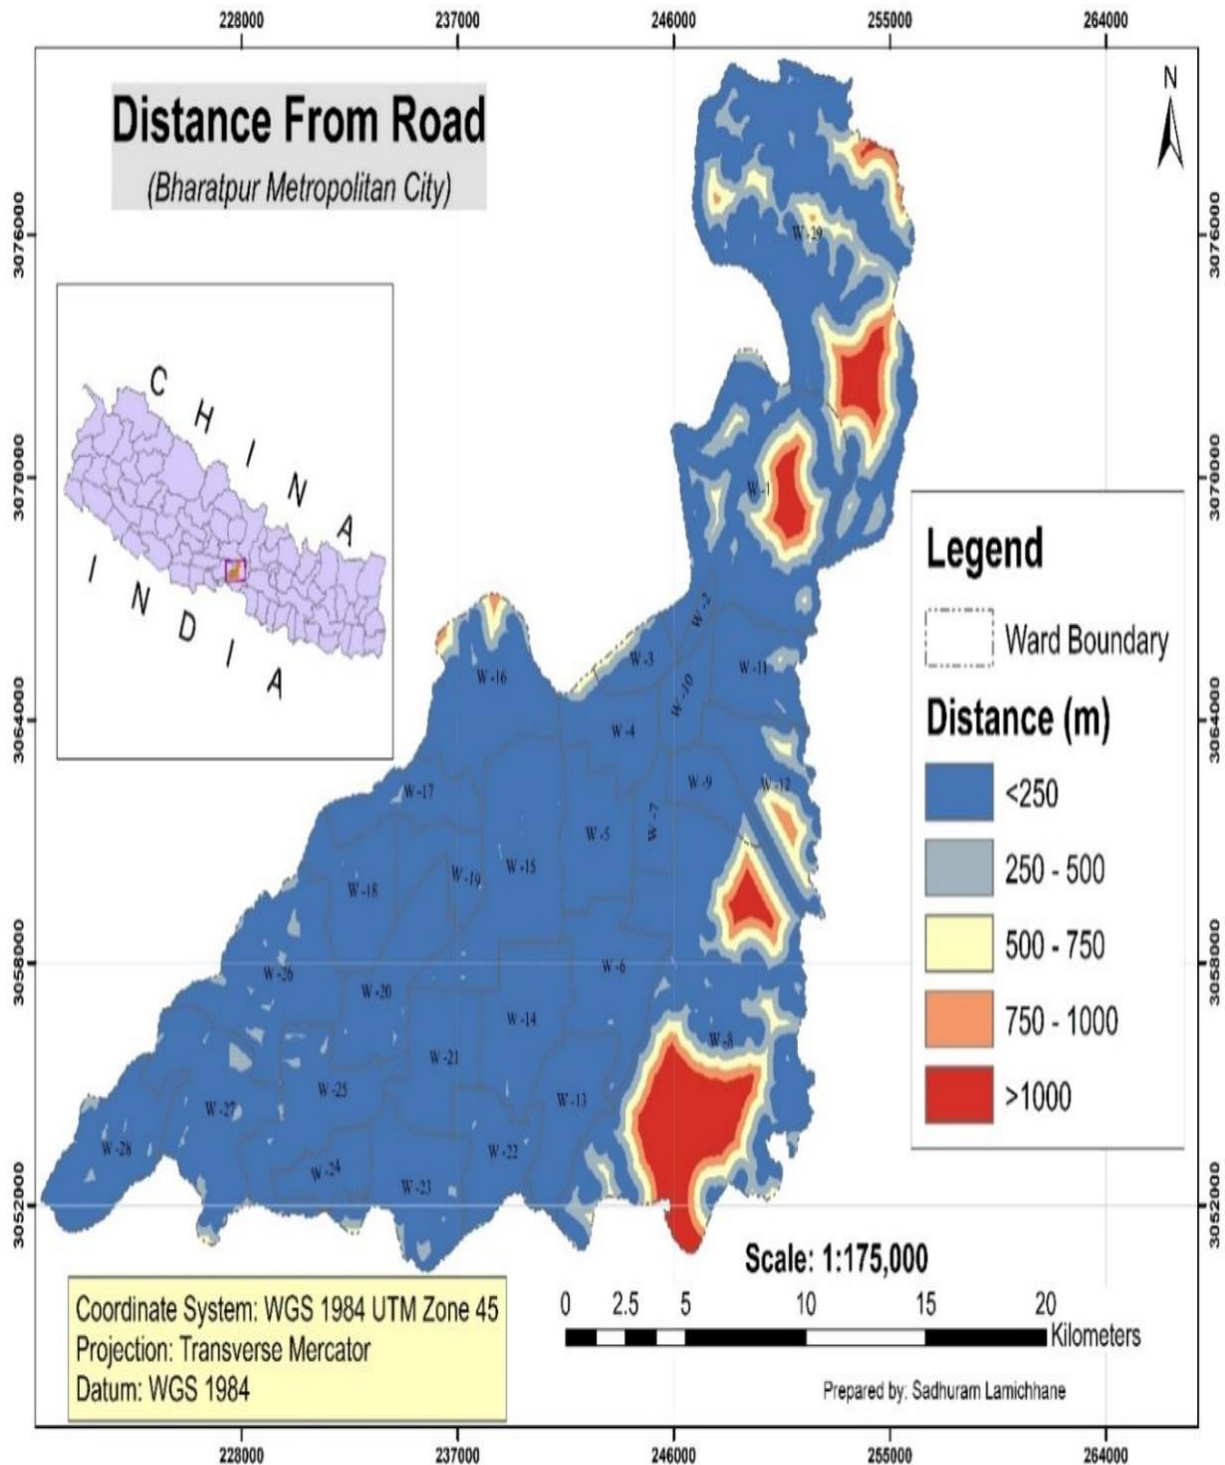 228000 237000 246000 255000 264000
N
Distance From Road
(Bharatpur Metropolitan City)
3076000 3076000
3070000 3070000
3064000 3064000
3058000 3058000
3052000 3052000
C H I N A
I N D I A
W -29
W -1
W -2
W -3
W -11
W -16
W -10
W -4
W -9
W -12
W -17
W -7
W -5
W -15
W -19
W -18
W -6
W -26
W -20
W -14
W -8
W -21
W -25
W -13
W -27
W -28
W -22
W -24
W -23
Legend
Ward Boundary
Distance (m)
<250
250 - 500
500 - 750
750 - 1000
>1000
Scale: 1:175,000
0 2.5 5 10 15 20
Kilometers
Coordinate System: WGS 1984 UTM Zone 45
Projection: Transverse Mercator
Datum: WGS 1984
Prepared by: Sadhuram Lamichhane
228000 237000 246000 255000 264000